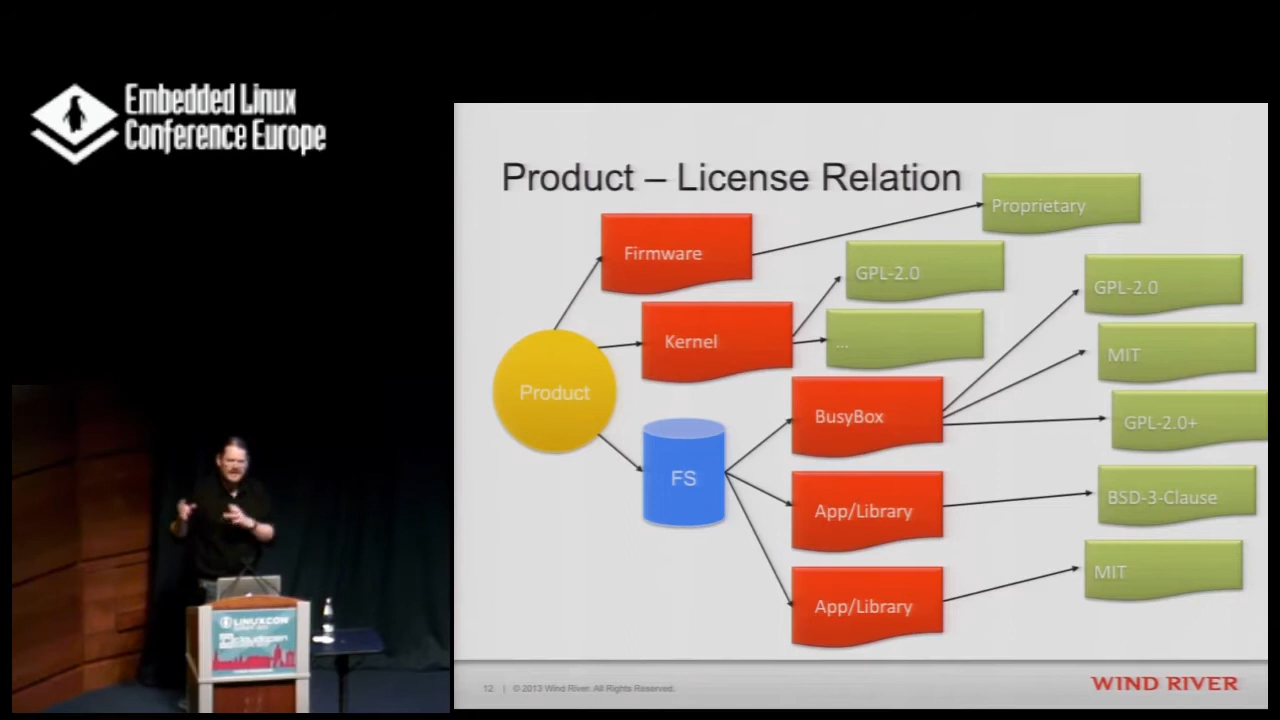 Embedded Linux
Conference Europe
Product – License Relation
Proprietary
Firmware
GPL-2.0
GPL-2.0
Kernel
...
MIT
Product
BusyBox
GPL-2.0+
FS
App/Library
BSD-3-Clause
App/Library
MIT
LINUXCON
cloudopen
12 | © 2013 Wind River. All Rights Reserved.
WIND RIVER